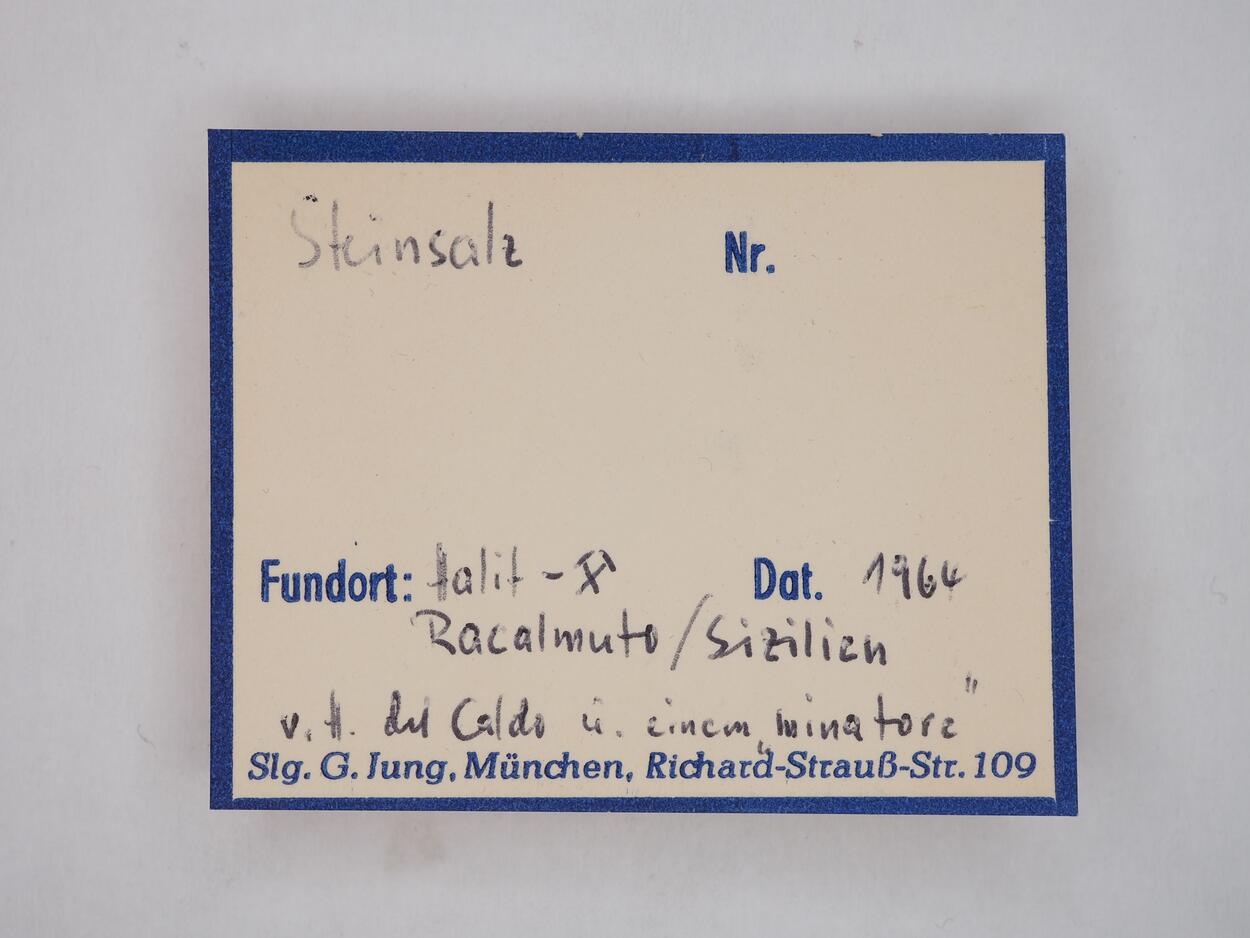 Steinsalz Nr.
Fundort: Halit - X Dat. 1964
Racalmuto / Sizilien
v. H. del Caldo u. einem „minatore"
Slg. G. Jung, München, Richard-Strauß-Str. 109